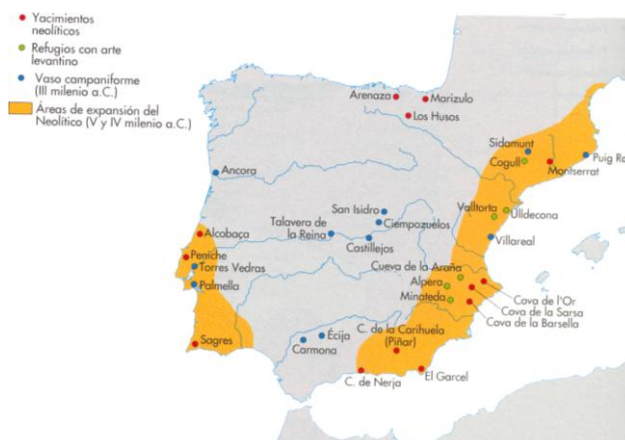 Yacimientos
neolíticos
Refugios con arte
levantino
Vaso campaniforme
(III milenio a.C.)
Áreas de expansión del
Neolítico (V y IV milenio a.C.)
Arenaza
Marizulo
Los Husos
Sidamunt
Cogull
Montserrat
Puig
Ancora
San Isidro
Ciempozuelos
Talavera de
la Reina
Castillejos
Valltorta
Ulldecona
Villareal
Alcobaça
Peniche
Torres Vedras
Palmella
Cueva de la Araña
Alpera
Minateda
Cova de l'Or
Cova de la Sarsa
Cova de la Barsella
Sagres
Écija
Carmona
C. de la Carihuela
(Piñar)
C. de Nerja
El Garcel